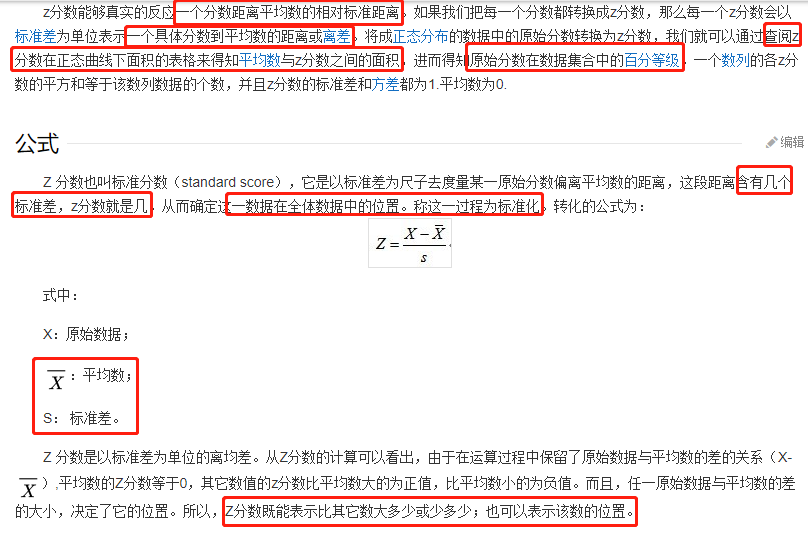 z分数能够真实的反应一个分数距离平均数的相对标准距离。如果我们把每一个分数都转换成z分数，那么每一个z分数会以
标准差为单位表示一个具体分数到平均数的距离或离差。将成正态分布的数据中的原始分数转换为z分数，我们就可以通过查阅z
分数在正态曲线下面积的表格来得知平均数与z分数之间的面积，进而得知原始分数在数据集合中的百分等级。一个数列的各z分
数的平方和等于该数列数据的个数，并且z分数的标准差和方差都为1.平均数为0.
公式
编辑
Z 分数也叫标准分数（standard score），它是以标准差为尺子去度量某一原始分数偏离平均数的距离，这段距离含有几个
标准差，z分数就是几，从而确定这一数据在全体数据中的位置。称这一过程为标准化。转化的公式为：
Z = (X − X̄) / s
式中：
X：原始数据；
X̄：平均数；
S： 标准差。
Z 分数是以标准差为单位的离均差。从Z分数的计算可以看出，由于在运算过程中保留了原始数据与平均数的差的关系（X-
X̄）,平均数的Z分数等于0，其它数值的z分数比平均数大的为正值，比平均数小的为负值。而且，任一原始数据与平均数的差
的大小，决定了它的位置。所以，Z分数既能表示比其它数大多少或少多少；也可以表示该数的位置。